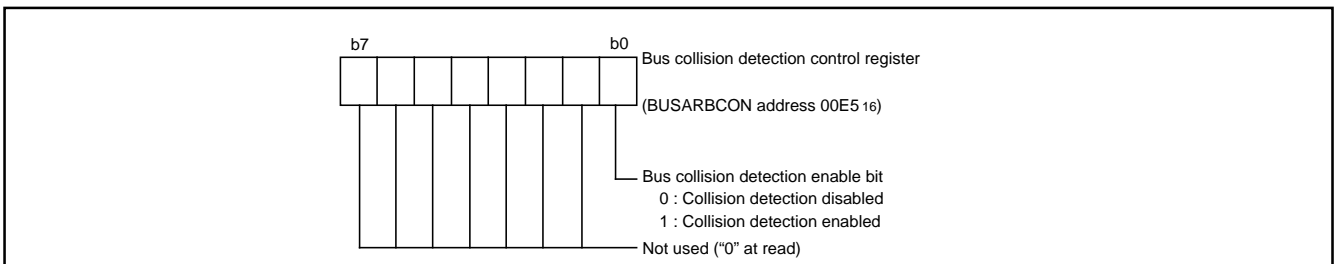 b7 b0
Bus collision detection control register
(BUSARBCON address 00E5 16)
Bus collision detection enable bit
0 : Collision detection disabled
1 : Collision detection enabled
Not used (“0” at read)